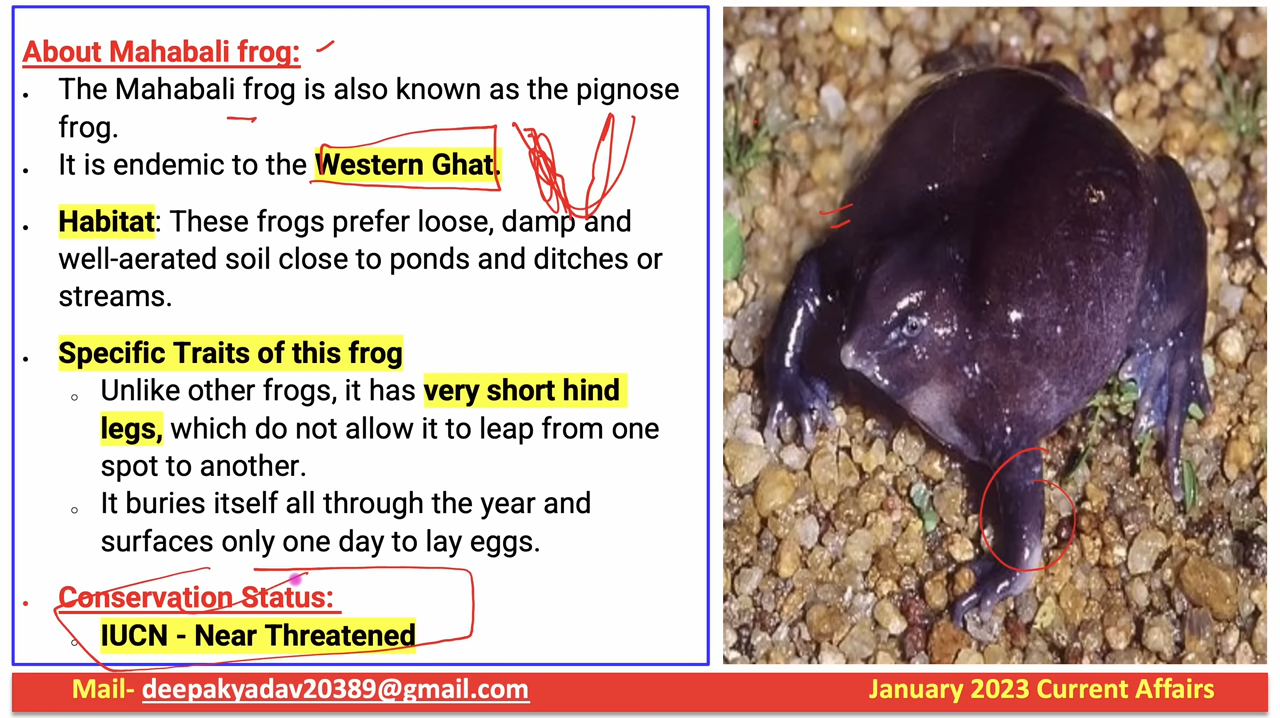 About Mahabali frog:
• The Mahabali frog is also known as the pignose
frog.
• It is endemic to the Western Ghat.
• Habitat: These frogs prefer loose, damp and
well-aerated soil close to ponds and ditches or
streams.
• Specific Traits of this frog
○ Unlike other frogs, it has very short hind
legs, which do not allow it to leap from one
spot to another.
○ It buries itself all through the year and
surfaces only one day to lay eggs.
• Conservation Status:
○ IUCN - Near Threatened
Mail- deepakyadav20389@gmail.com
January 2023 Current Affairs